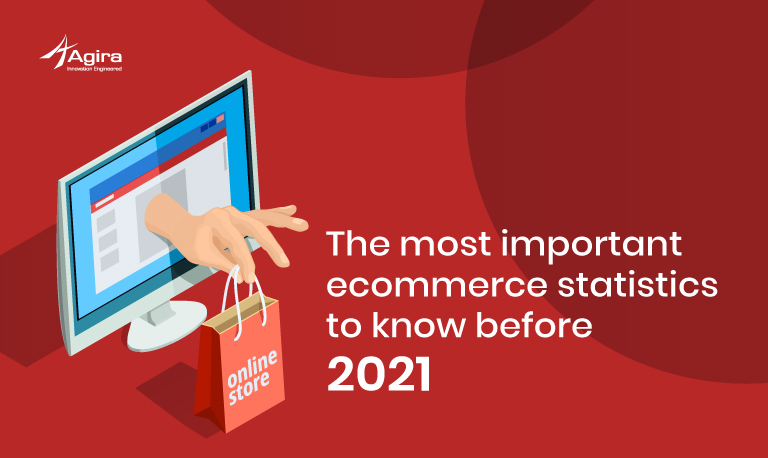 Agira
Innovation Engineered
The most important
ecommerce statistics
to know before
2021
online
store